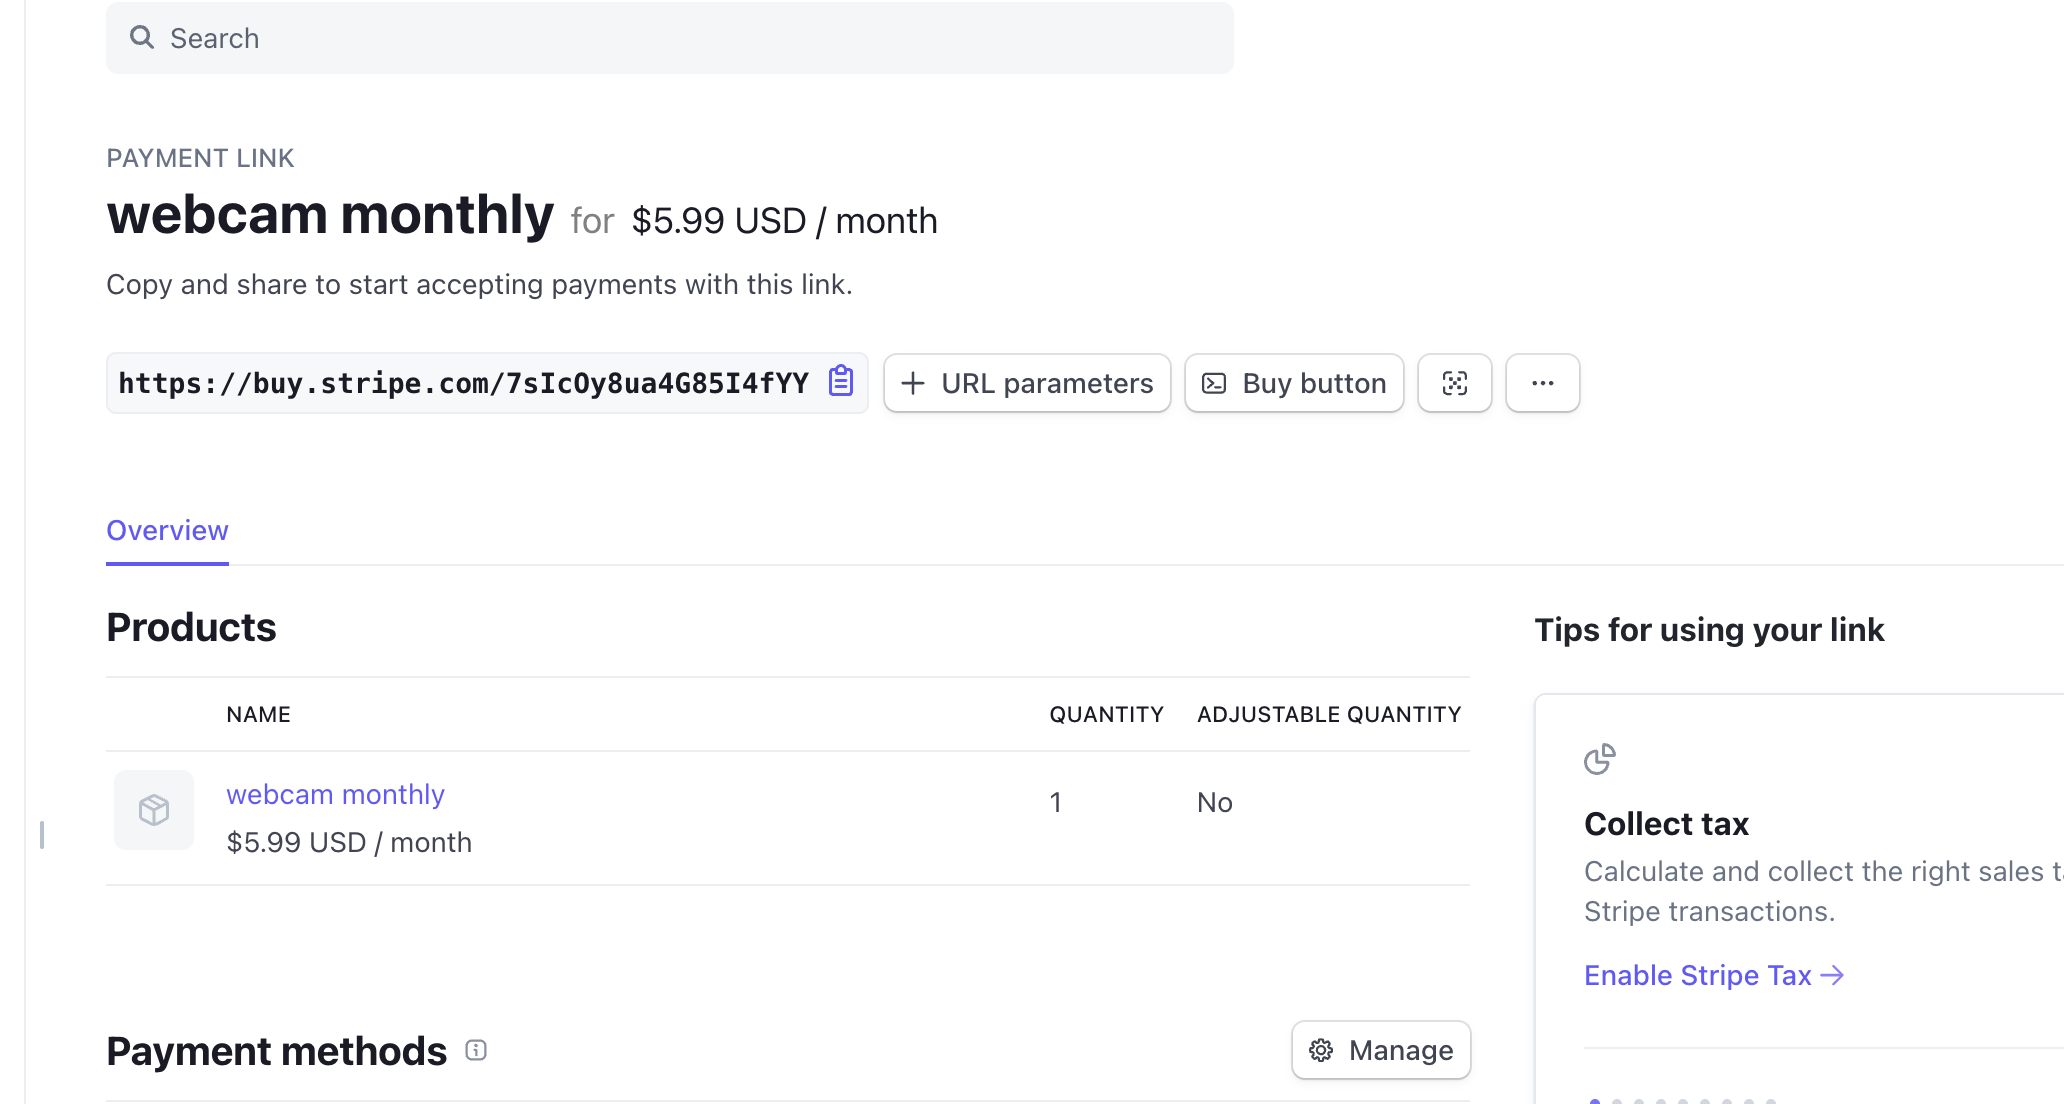 Search
PAYMENT LINK
webcam monthly for $5.99 USD / month
Copy and share to start accepting payments with this link.
https://buy.stripe.com/7sIcOy8ua4G85I4fYY
URL parameters
Buy button
Overview
Products
NAME QUANTITY ADJUSTABLE QUANTITY
webcam monthly 1 No
$5.99 USD / month
Payment methods
Manage
Tips for using your link
Collect tax
Calculate and collect the right sales
Stripe transactions.
Enable Stripe Tax →